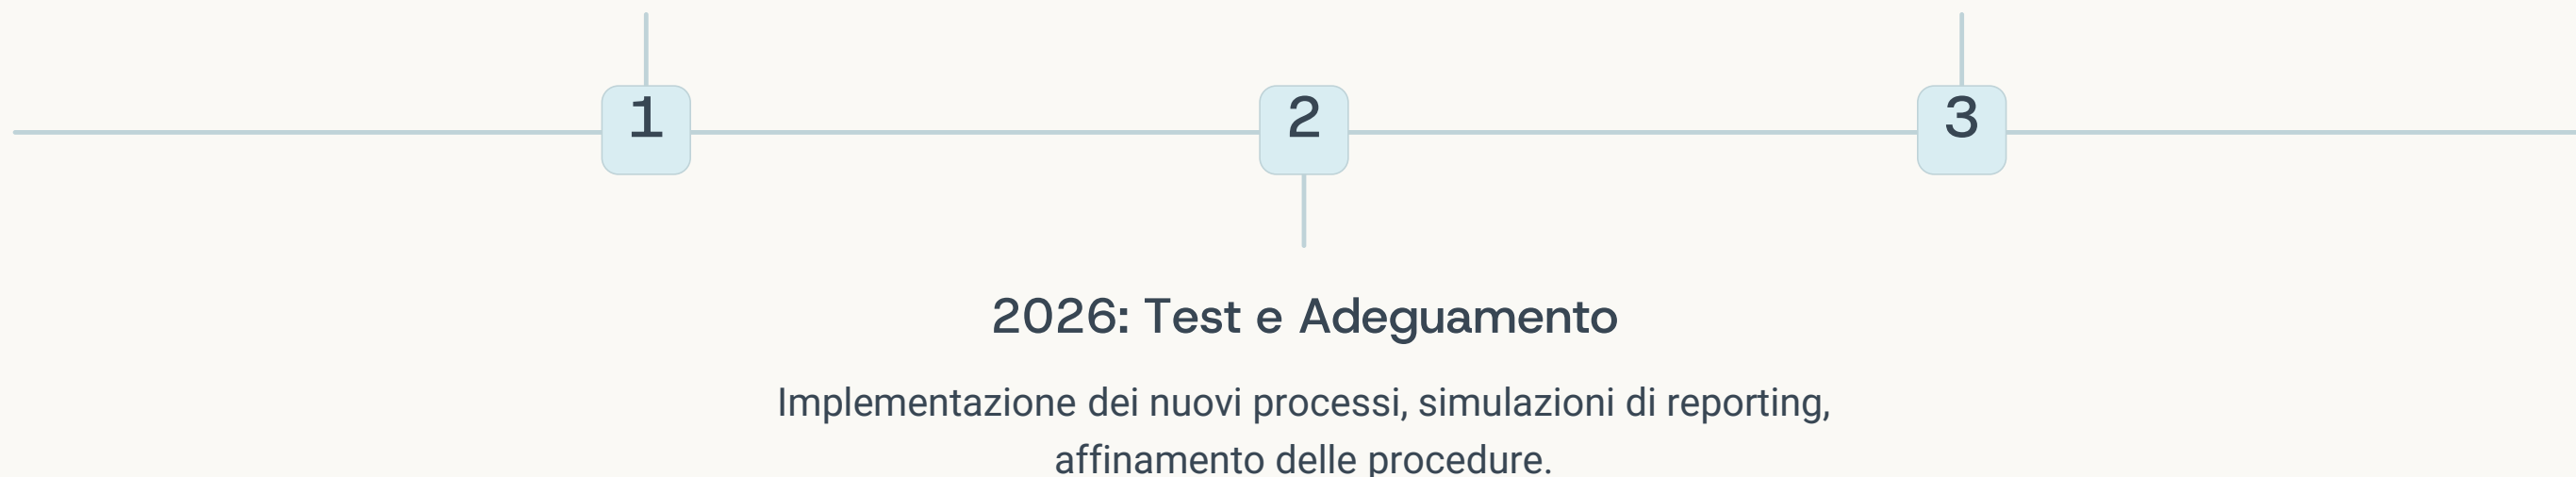 1
2
3
2026: Test e Adeguamento
Implementazione dei nuovi processi, simulazioni di reporting,
affinamento delle procedure.